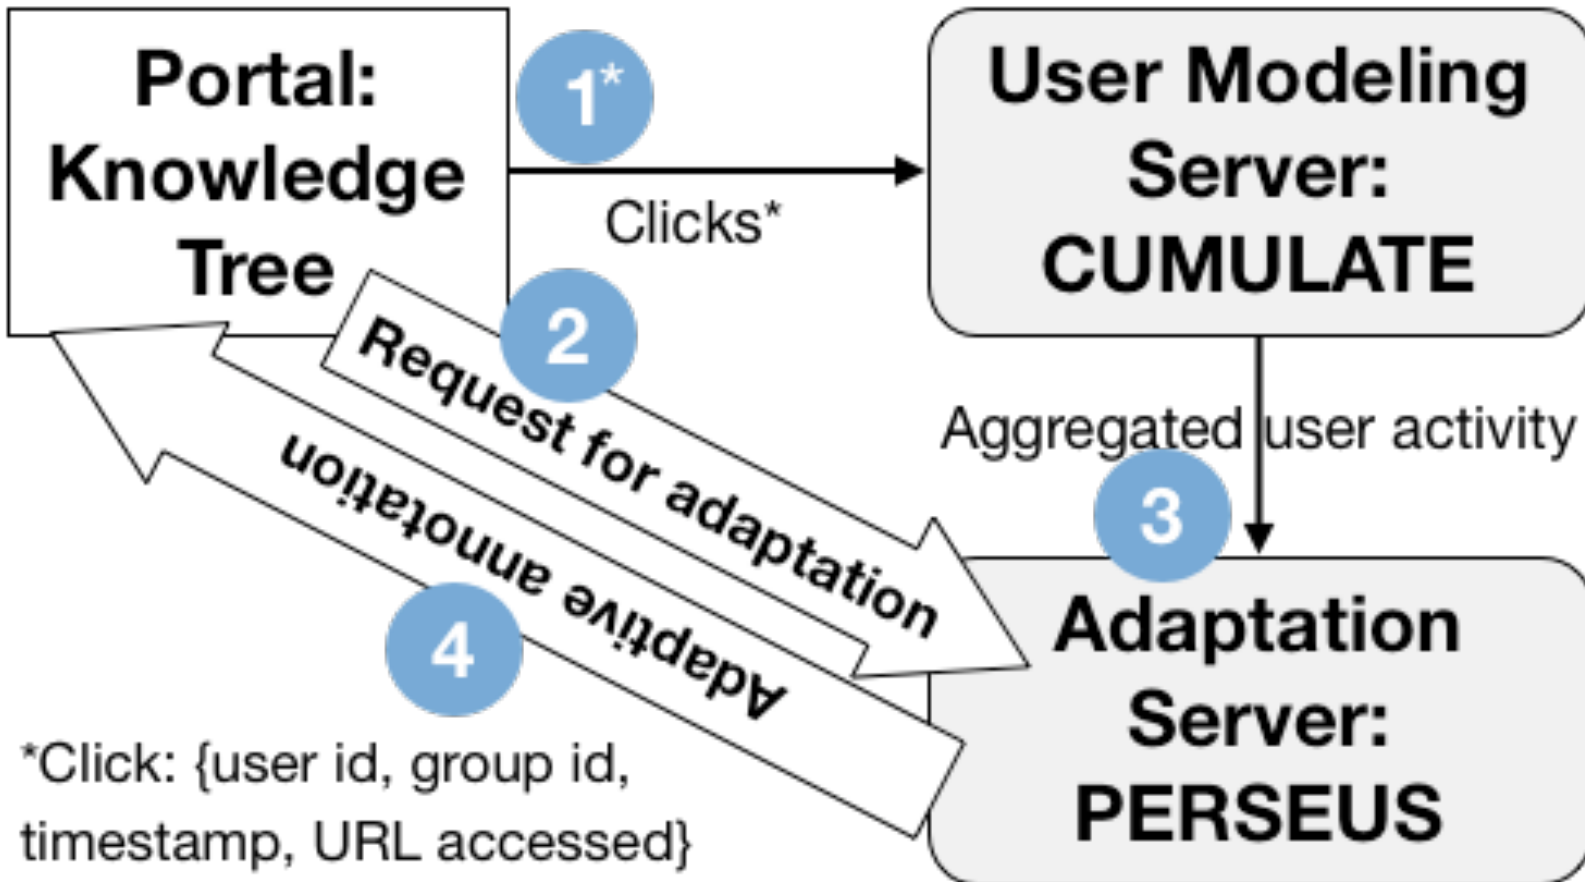 Portal:
Knowledge
Tree
1*
Clicks*
User Modeling
Server:
CUMULATE
2
Request for adaptation
Aggregated user activity
3
Adaptive annotation
4
Adaptation
Server:
PERSEUS
*Click: {user id, group id,
timestamp, URL accessed}